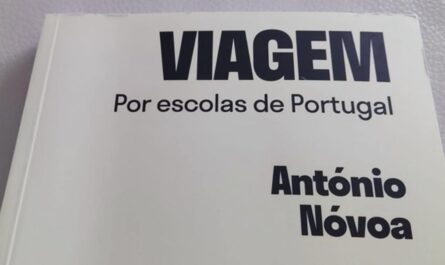 VIAGEM
Por escolas de Portugal
António
Nóvoa